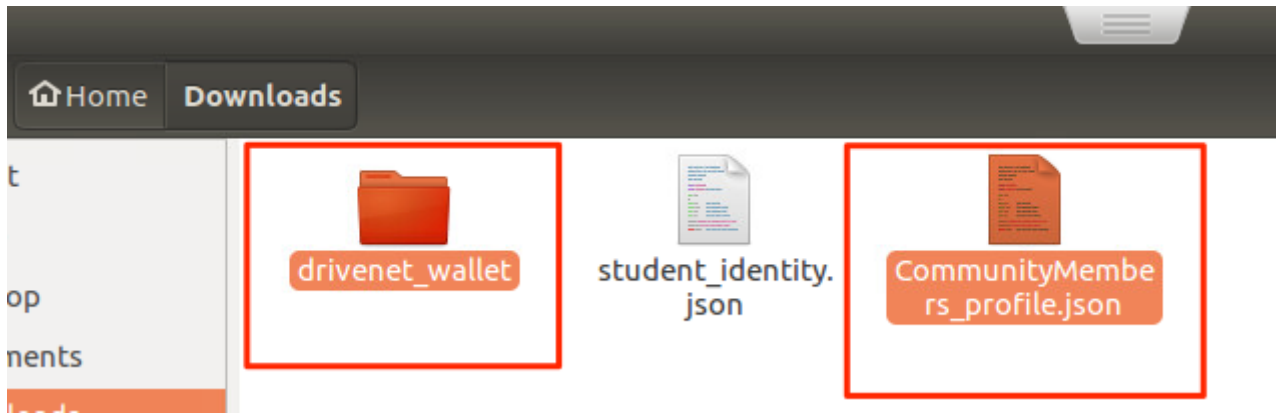 Home Downloads
t
op
ments
drivenet_wallet
student_identity.
json
CommunityMembe
rs_profile.json